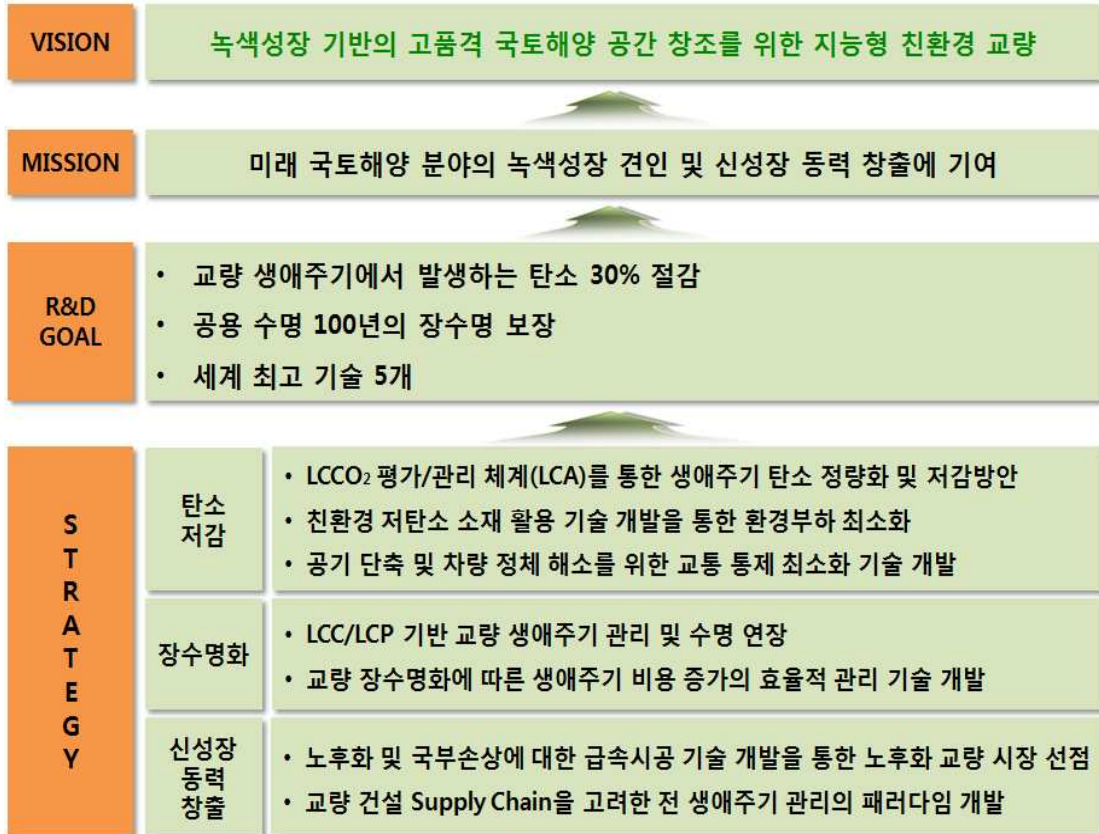 VISION
녹색성장 기반의 고품격 국토해양 공간 창조를 위한 지능형 친환경 교량
MISSION
미래 국토해양 분야의 녹색성장 견인 및 신성장 동력 창출에 기여
R&D
GOAL
• 교량 생애주기에서 발생하는 탄소 30% 절감
• 공용 수명 100년의 장수명 보장
• 세계 최고 기술 5개
STRATEGY
탄소
저감
• LCCO₂ 평가/관리 체계(LCA)를 통한 생애주기 탄소 정량화 및 저감방안
• 친환경 저탄소 소재 활용 기술 개발을 통한 환경부하 최소화
• 공기 단축 및 차량 정체 해소를 위한 교통 통제 최소화 기술 개발
장수명화
• LCC/LCP 기반 교량 생애주기 관리 및 수명 연장
• 교량 장수명화에 따른 생애주기 비용 증가의 효율적 관리 기술 개발
신성장
동력
창출
• 노후화 및 국부손상에 대한 급속시공 기술 개발을 통한 노후화 교량 시장 선점
• 교량 건설 Supply Chain을 고려한 전 생애주기 관리의 패러다임 개발